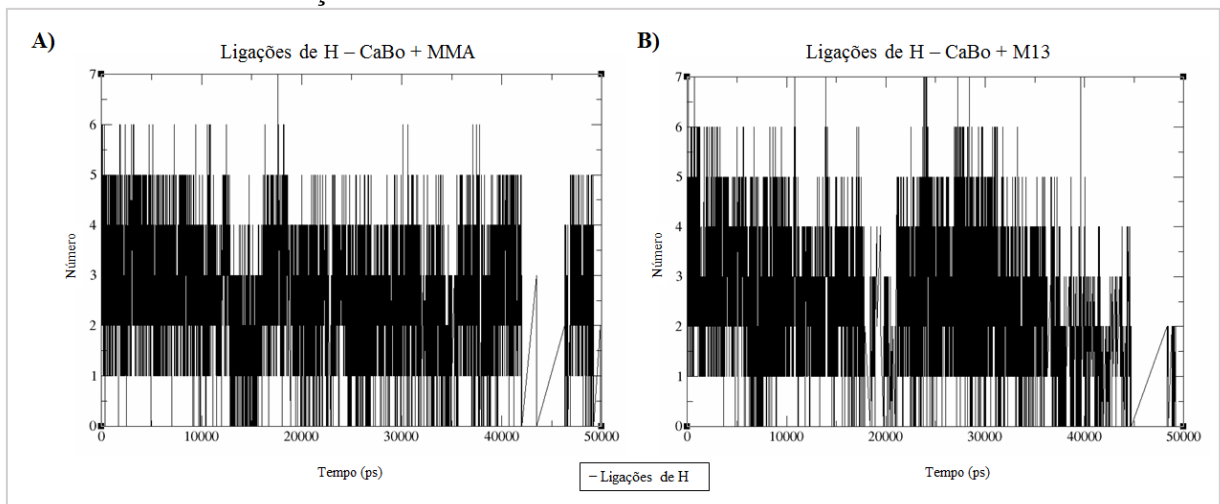 A)
Ligações de H – CaBo + MMA
7
6
5
4
3
2
1
0
Número
0 10000 20000 30000 40000 50000
Tempo (ps)
B)
Ligações de H – CaBo + M13
7
6
5
4
3
2
1
0
Número
0 10000 20000 30000 40000 50000
Tempo (ps)
Ligações de H